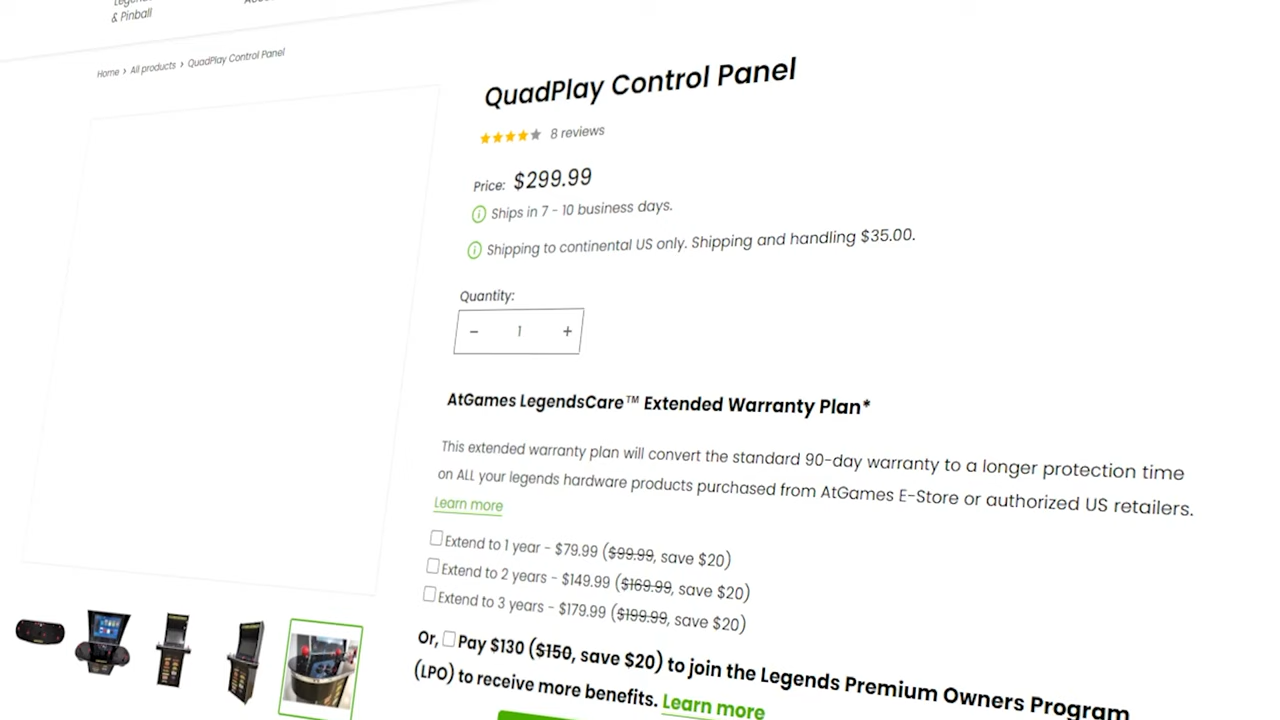 & Pinball
Home > All products > QuadPlay Control Panel
QuadPlay Control Panel
8 reviews
Price: $299.99
Ships in 7 - 10 business days.
Shipping to continental US only. Shipping and handling $35.00.
Quantity:
− 1 +
AtGames LegendsCare™ Extended Warranty Plan*
This extended warranty plan will convert the standard 90-day warranty to a longer protection time
on ALL your legends hardware products purchased from AtGames E-Store or authorized US retailers.
Learn more
Extend to 1 year - $79.99 ($99.99, save $20)
Extend to 2 years - $149.99 ($169.99, save $20)
Extend to 3 years - $179.99 ($199.99, save $20)
Or, Pay $130 ($150, save $20) to join the Legends Premium Owners Program
(LPO) to receive more benefits. Learn more